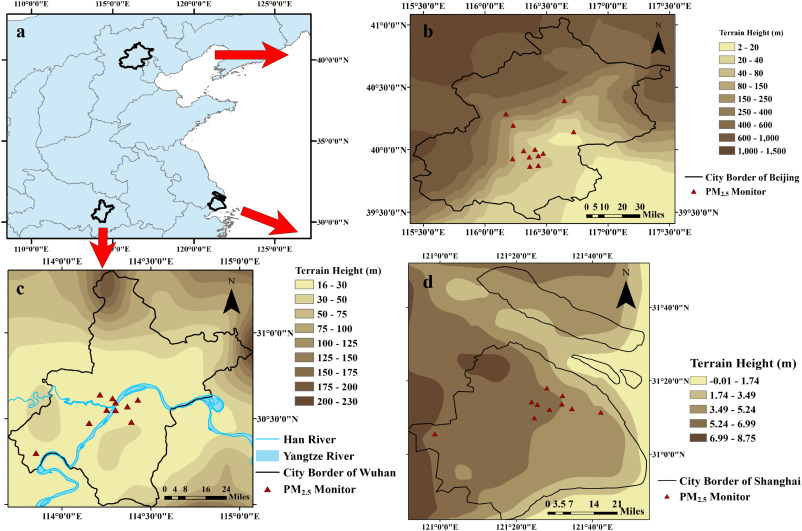 110°0'0"E 115°0'0"E 120°0'0"E 125°0'0"E
a
40°0'0"N
35°0'0"N
30°0'0"N
110°0'0"E 115°0'0"E 120°0'0"E 125°0'0"E
115°30'0"E 116°0'0"E 116°30'0"E 117°0'0"E 117°30'0"E
b
N
41°0'0"N
40°30'0"N
40°0'0"N
39°30'0"N
0 5 10 20 30
Miles
115°30'0"E 116°0'0"E 116°30'0"E 117°0'0"E
39°30'0"N
Terrain Height (m)
2 - 20
20 - 40
40 - 80
80 - 150
150 - 250
250 - 400
400 - 600
600 - 1,000
1,000 - 1,500
City Border of Beijing
PM2.5 Monitor
114°0'0"E 114°30'0"E 115°0'0"E
c
N
31°0'0"N
30°30'0"N
0 4 8 16 24
Miles
114°0'0"E 114°30'0"E 115°0'0"E
Terrain Height (m)
16 - 30
30 - 50
50 - 75
75 - 100
100 - 125
125 - 150
150 - 175
175 - 200
200 - 230
Han River
Yangtze River
City Border of Wuhan
PM2.5 Monitor
121°0'0"E 121°20'0"E 121°40'0"E
d
N
31°40'0"N
31°20'0"N
31°0'0"N
0 3.5 7 14 21
Miles
121°0'0"E 121°20'0"E 121°40'0"E
Terrain Height (m)
-0.01 - 1.74
1.74 - 3.49
3.49 - 5.24
5.24 - 6.99
6.99 - 8.75
City Border of Shanghai
PM2.5 Monitor